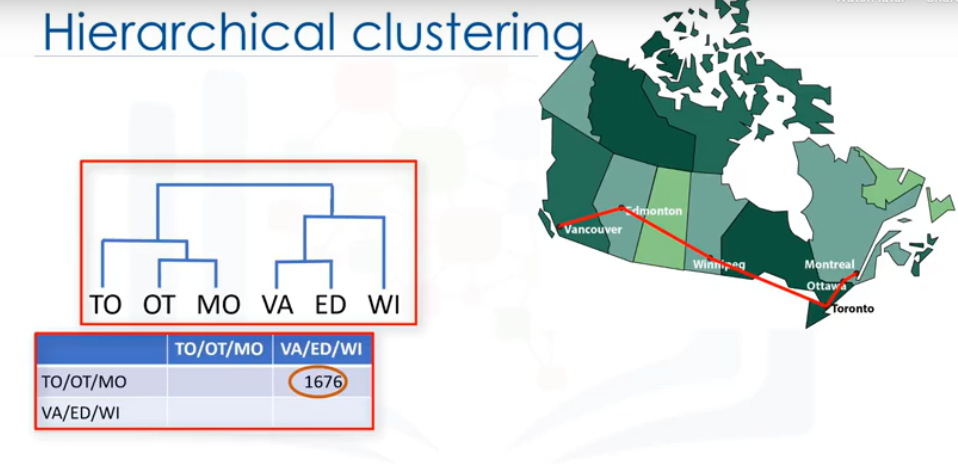 Hierarchical clustering
Edmonton
Vancouver
Winnipeg
Montreal
Ottawa
Toronto
TO OT MO VA ED WI
TO/OT/MO VA/ED/WI
TO/OT/MO 1676
VA/ED/WI